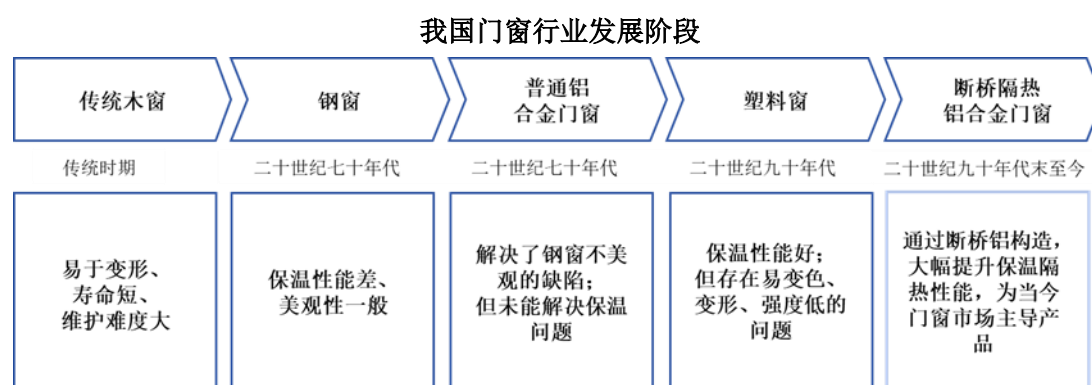 我国门窗行业发展阶段
传统木窗
钢窗
普通铝
合金门窗
塑料窗
断桥隔热
铝合金门窗
传统时期
二十世纪七十年代
二十世纪七十年代
二十世纪九十年代
二十世纪九十年代末至今
易于变形、
寿命短、
维护难度大
保温性能差、
美观性一般
解决了钢窗不美
观的缺陷；
但未能解决保温
问题
保温性能好；
但存在易变色、
变形、强度低的
问题
通过断桥铝构造，
大幅提升保温隔
热性能，为当今
门窗市场主导产
品